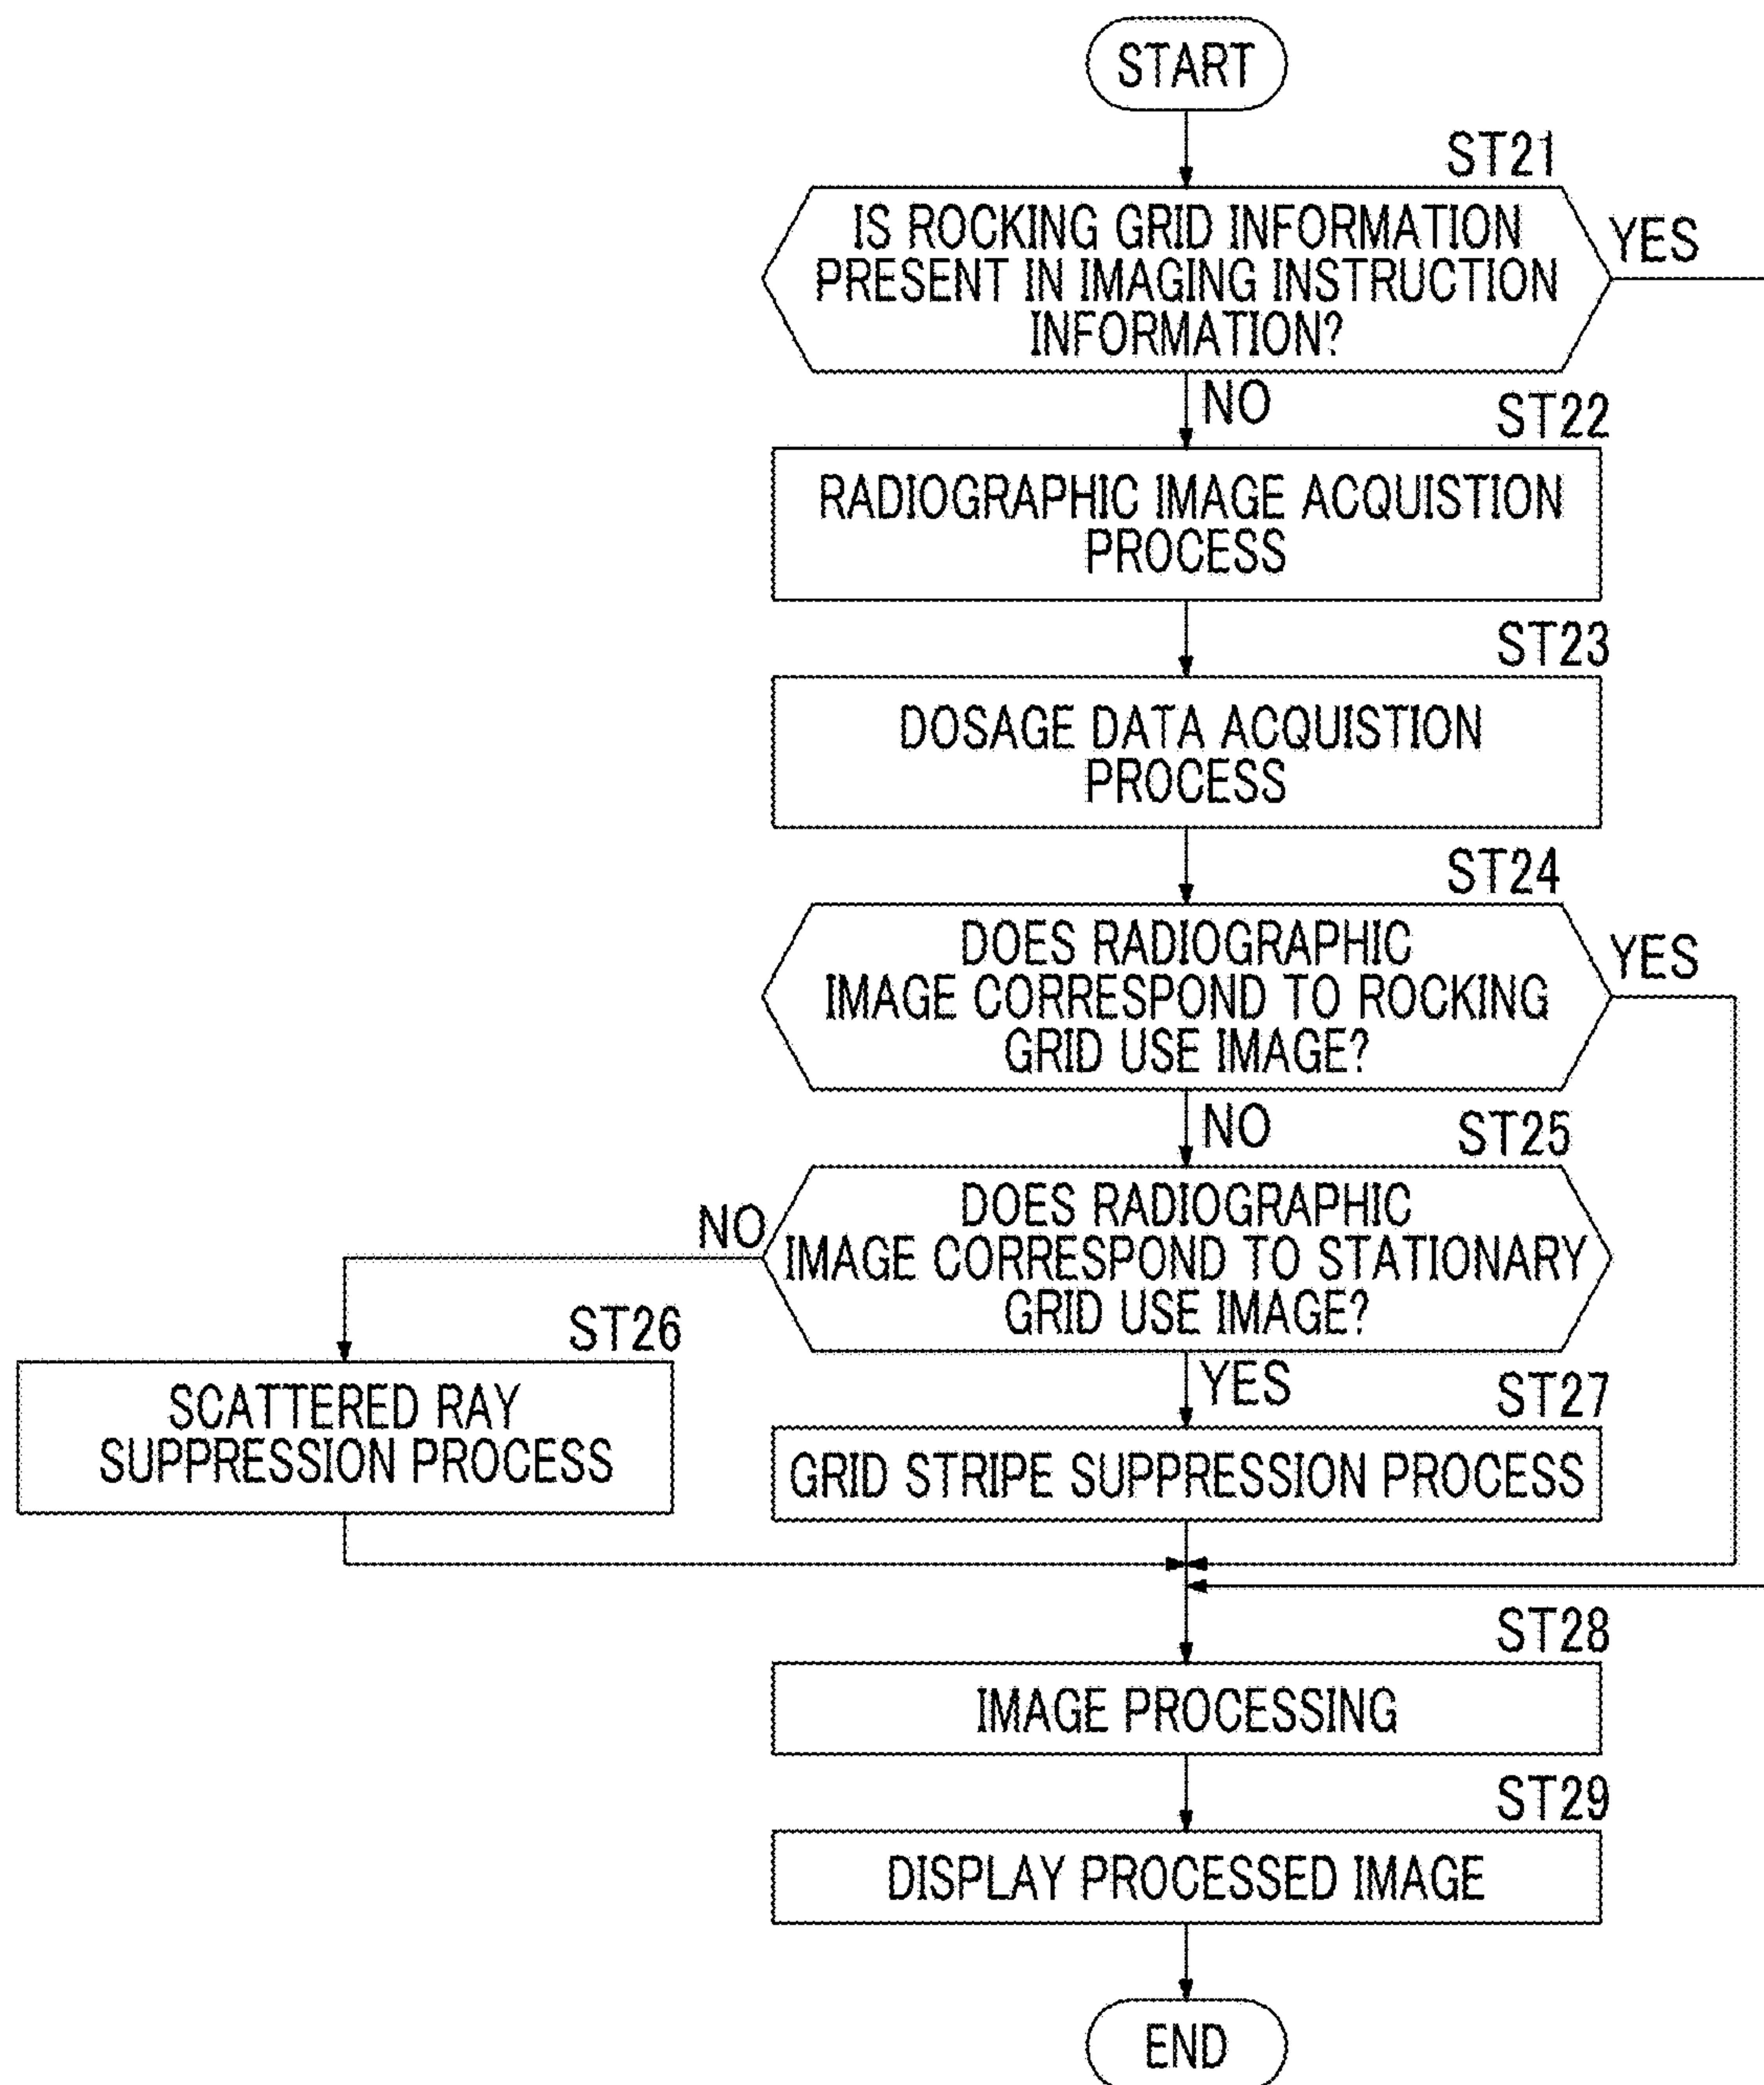 START
ST21
IS ROCKING GRID INFORMATION
PRESENT IN IMAGING INSTRUCTION
INFORMATION?
YES
NO
ST22
RADIOGRAPHIC IMAGE ACQUISTION
PROCESS
ST23
DOSAGE DATA ACQUISTION
PROCESS
ST24
DOES RADIOGRAPHIC
IMAGE CORRESPOND TO ROCKING
GRID USE IMAGE?
YES
NO
ST25
DOES RADIOGRAPHIC
IMAGE CORRESPOND TO STATIONARY
GRID USE IMAGE?
NO
ST26
SCATTERED RAY
SUPPRESSION PROCESS
YES
ST27
GRID STRIPE SUPPRESSION PROCESS
ST28
IMAGE PROCESSING
ST29
DISPLAY PROCESSED IMAGE
END